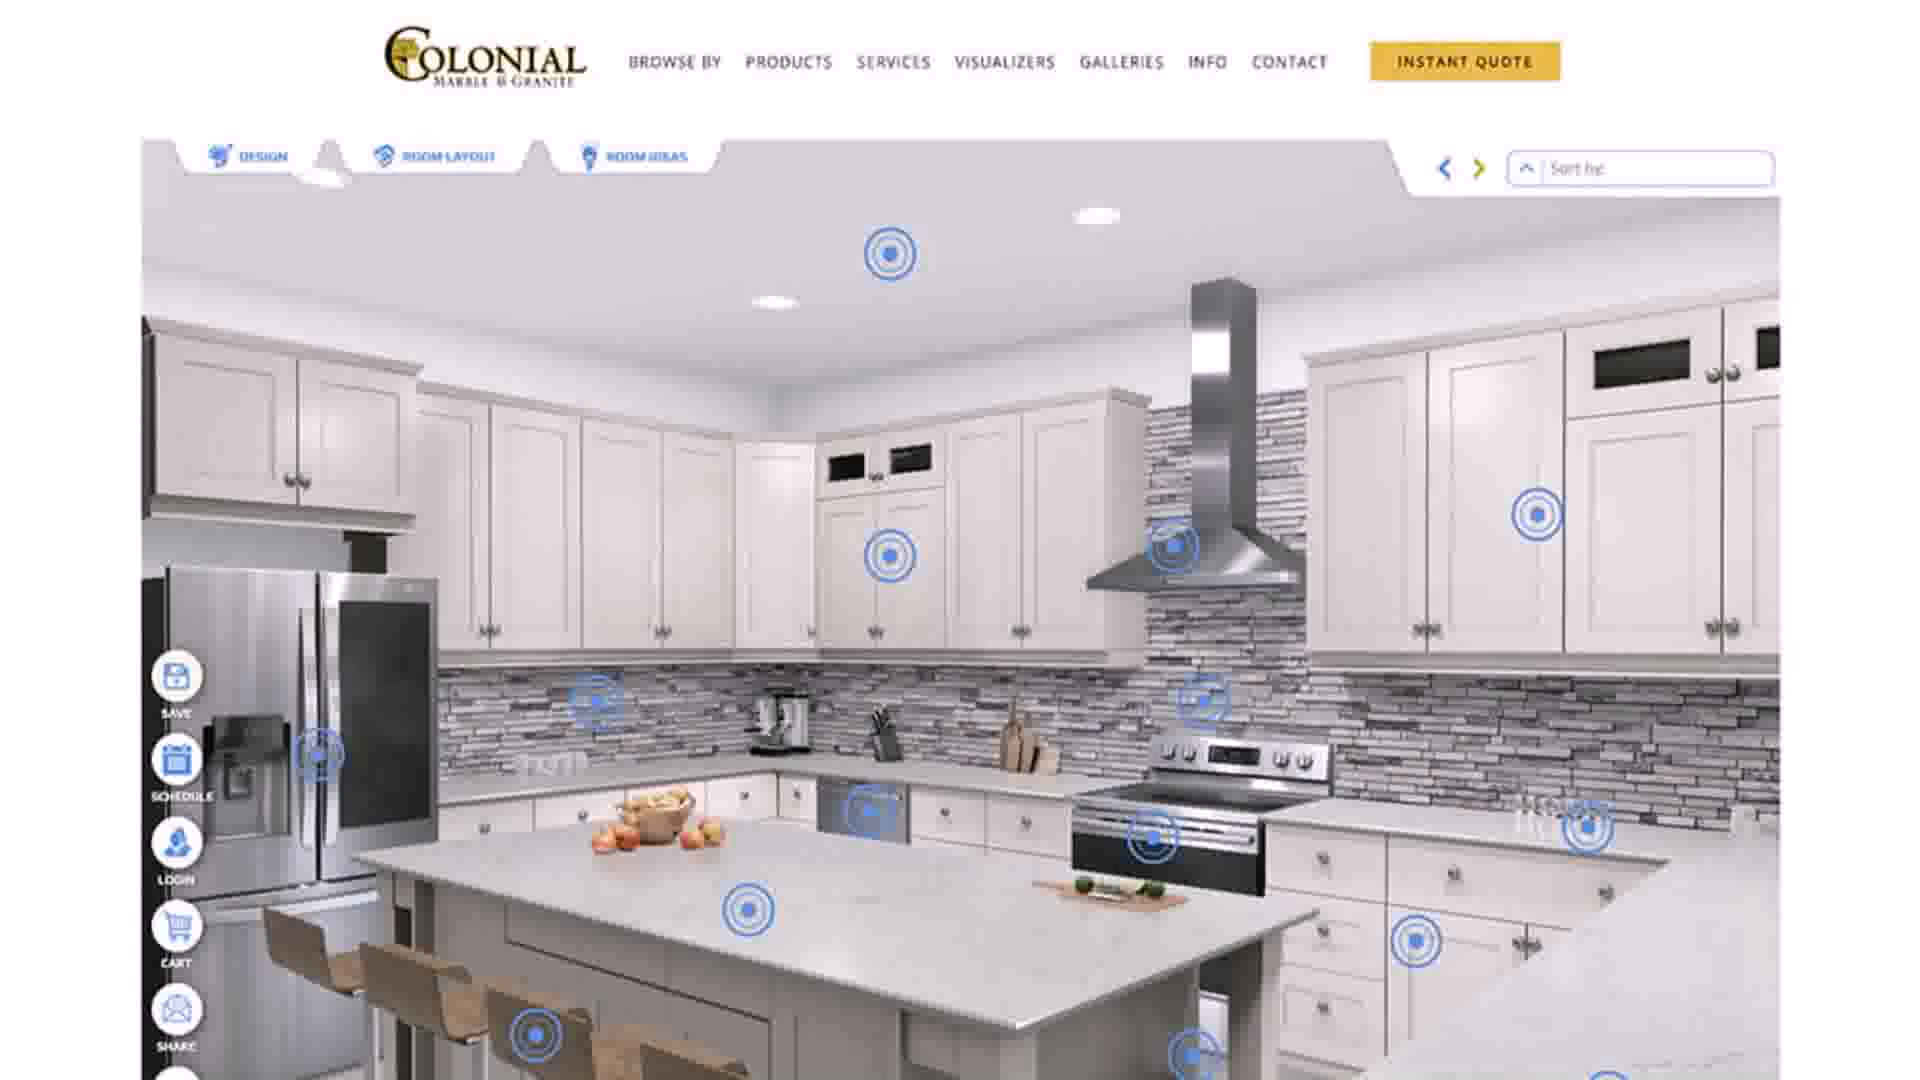 COLONIAL
MARBLE & GRANITE
BROWSE BY PRODUCTS SERVICES VISUALIZERS GALLERIES INFO CONTACT INSTANT QUOTE
DESIGN ROOM LAYOUT ROOM IDEAS
Sort by:
SAVE
SCHEDULE
LOGIN
CART
SHARE